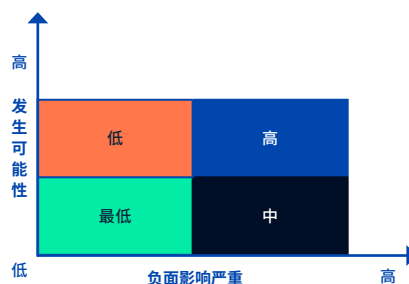 高
发生可能性
低 高
最低 中
低
负面影响严重 高